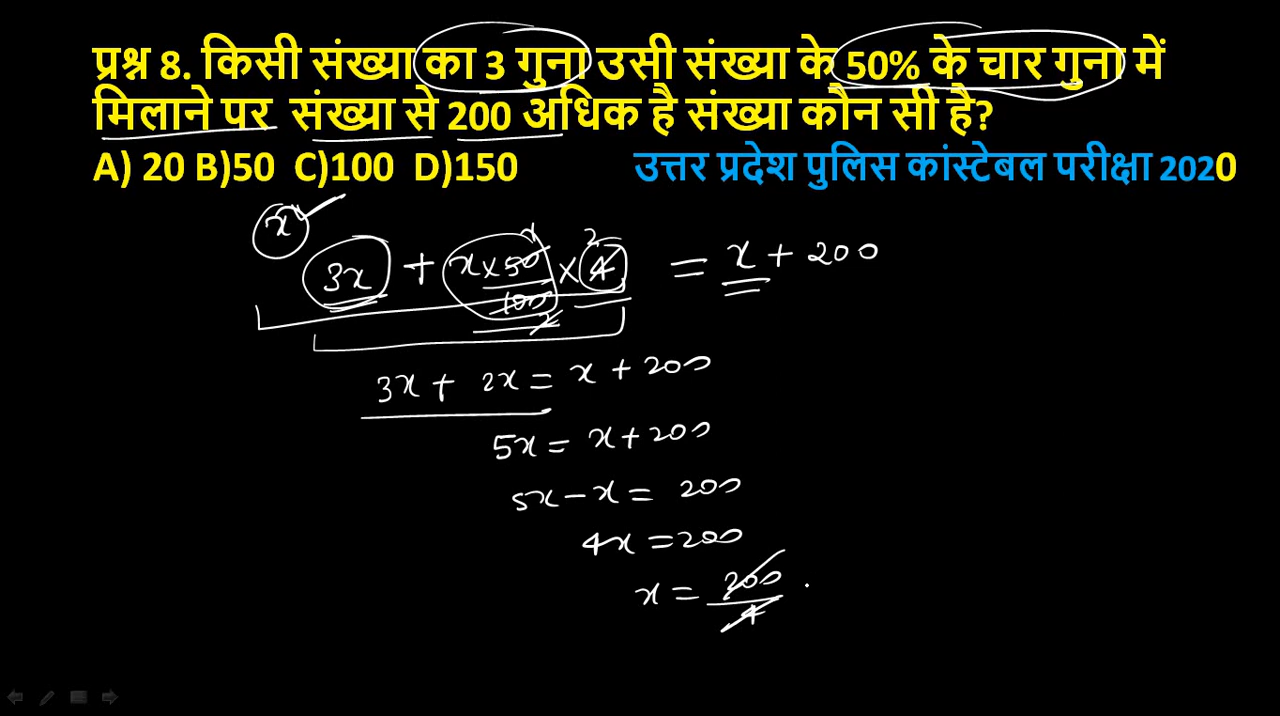 प्रश्न 8. किसी संख्या का 3 गुना उसी संख्या के 50% के चार गुना में
मिलाने पर संख्या से 200 अधिक है संख्या कौन सी है?
A) 20 B)50 C)100 D)150 उत्तर प्रदेश पुलिस कांस्टेबल परीक्षा 2020
x
3x + x×50/100 × 4 = x + 200
3x + 2x = x + 200
5x = x + 200
5x - x = 200
4x = 200
x = 200/4